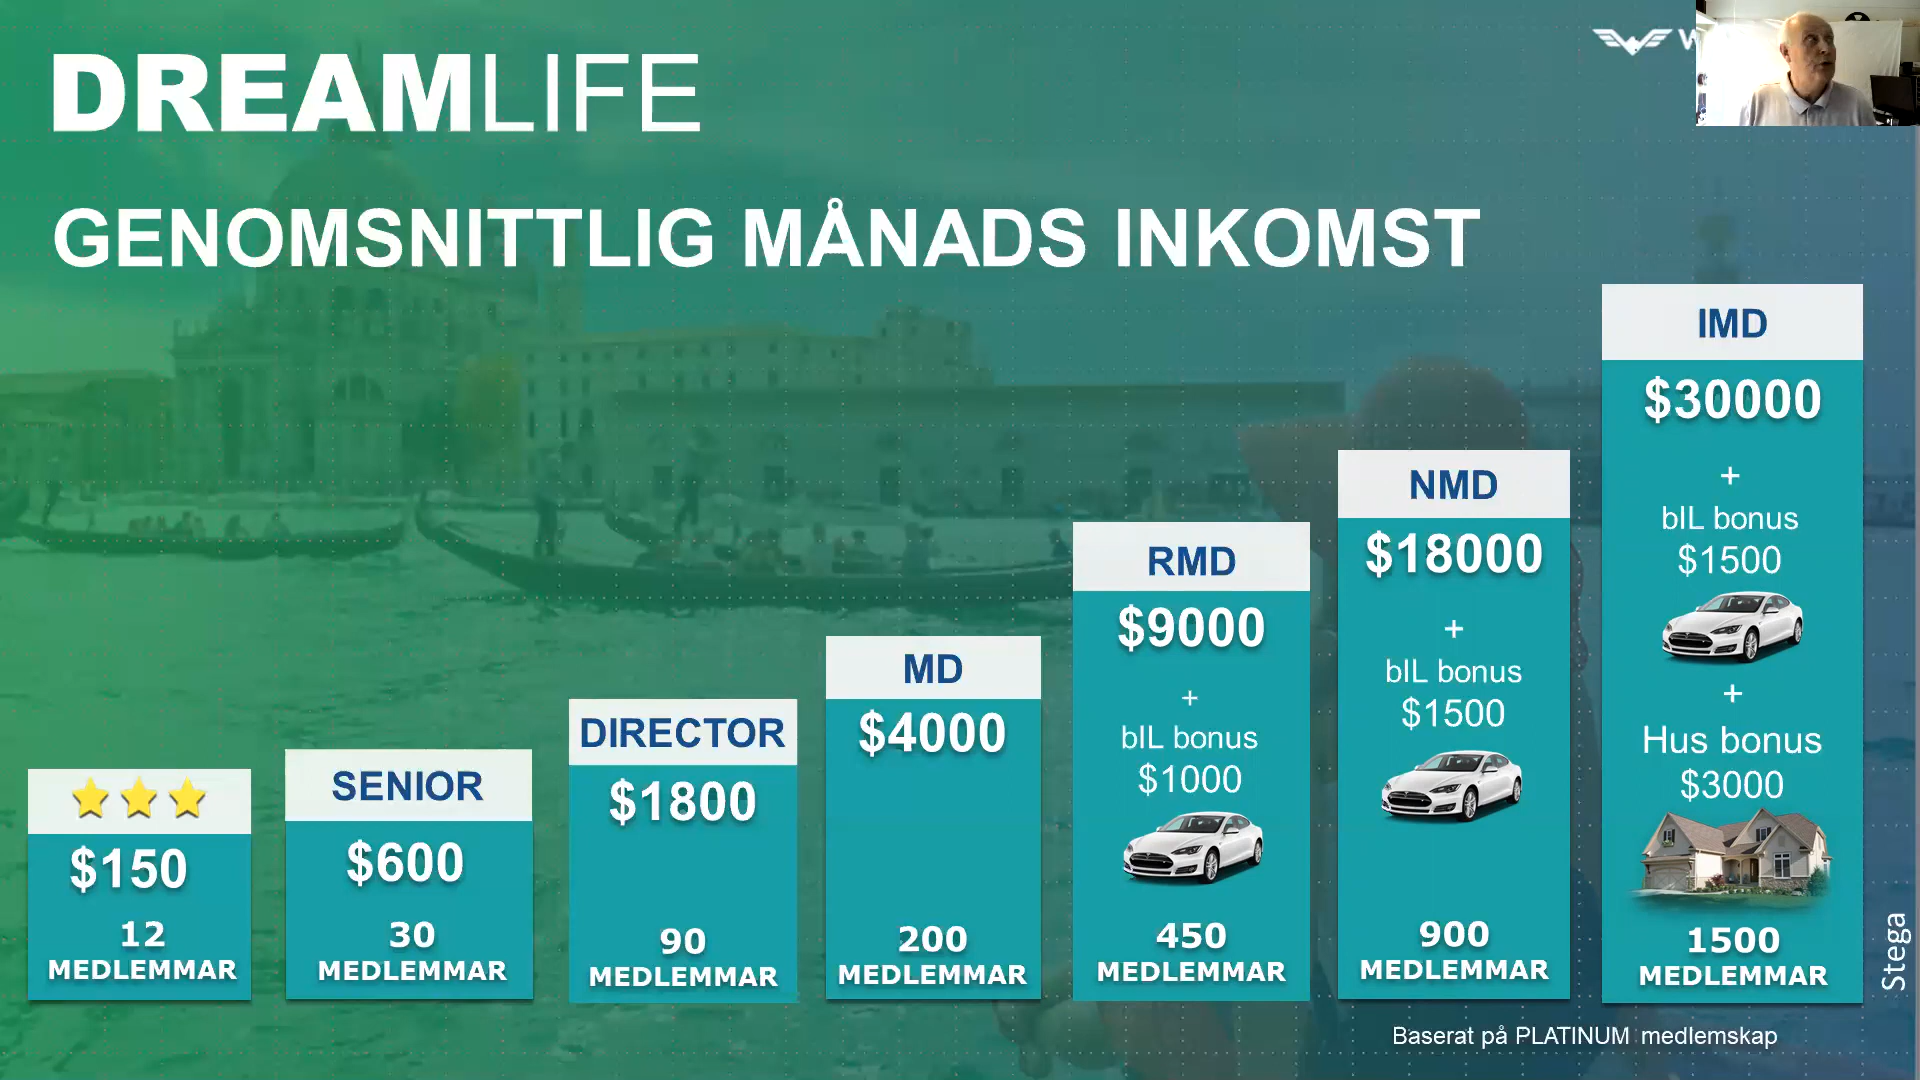 DREAMLIFE
GENOMSNITTLIG MÅNADS INKOMST
$150
12
MEDLEMMAR
SENIOR
$600
30
MEDLEMMAR
DIRECTOR
$1800
90
MEDLEMMAR
MD
$4000
200
MEDLEMMAR
RMD
$9000
+
bIL bonus
$1000
450
MEDLEMMAR
NMD
$18000
+
bIL bonus
$1500
900
MEDLEMMAR
IMD
$30000
+
bIL bonus
$1500
+
Hus bonus
$3000
1500
MEDLEMMAR
Stega
Baserat på PLATINUM medlemskap